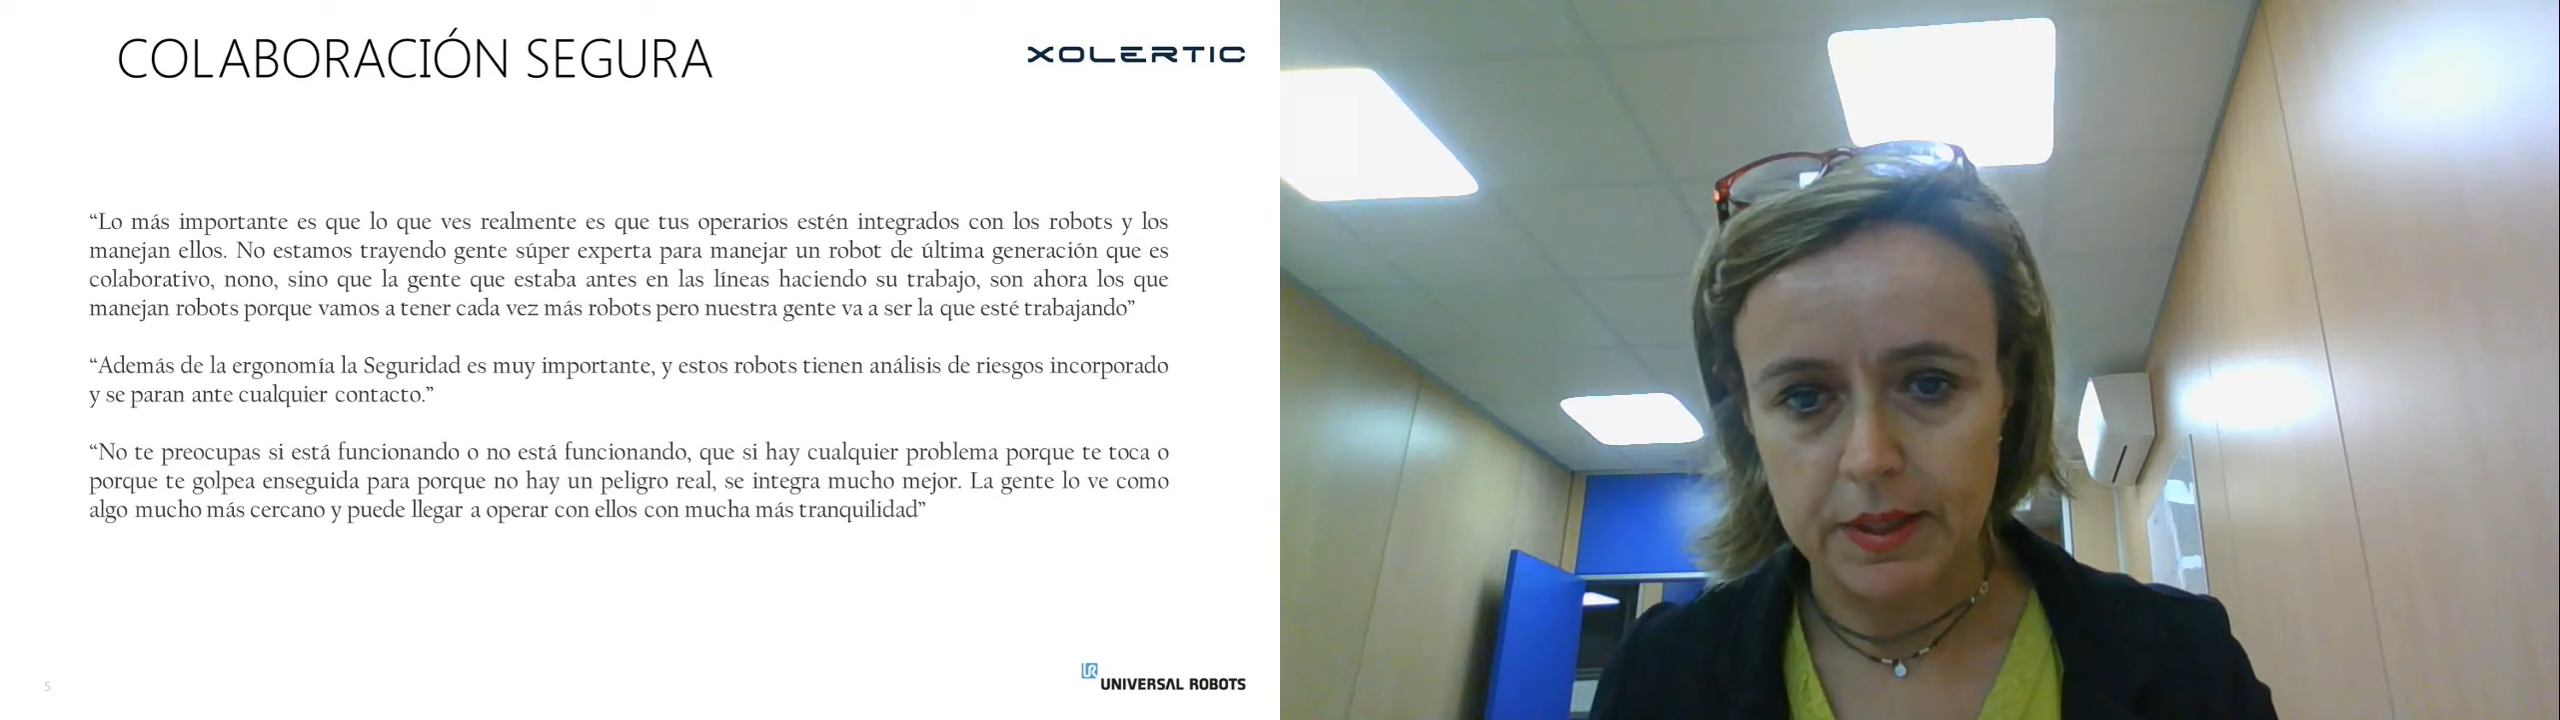 COLABORACIÓN SEGURA
XOLERTIC
“Lo más importante es que lo que ves realmente es que tus operarios estén integrados con los robots y los
manejan ellos. No estamos trayendo gente súper experta para manejar un robot de última generación que es
colaborativo, nono, sino que la gente que estaba antes en las líneas haciendo su trabajo, son ahora los que
manejan robots porque vamos a tener cada vez más robots pero nuestra gente va a ser la que esté trabajando”
“Además de la ergonomía la Seguridad es muy importante, y estos robots tienen análisis de riesgos incorporado
y se paran ante cualquier contacto.”
“No te preocupas si está funcionando o no está funcionando, que si hay cualquier problema porque te toca o
porque te golpea enseguida para porque no hay un peligro real, se integra mucho mejor. La gente lo ve como
algo mucho más cercano y puede llegar a operar con ellos con mucha más tranquilidad”
5
UR
UNIVERSAL ROBOTS